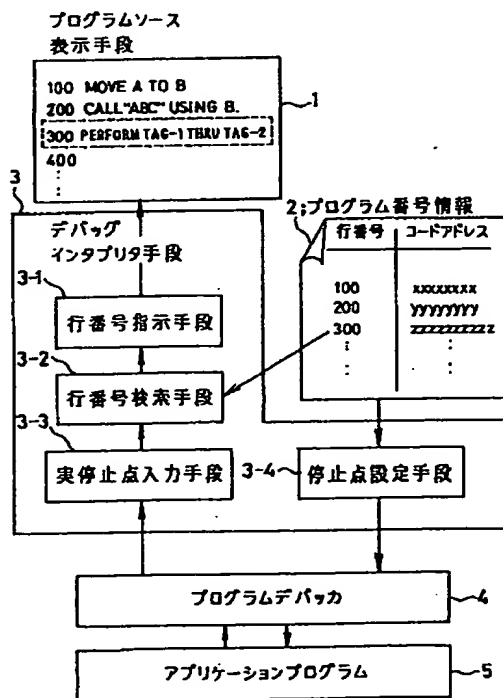 プログラムソース
表示手段
100 MOVE A TO B
200 CALL"ABC" USING B.
300 PERFORM TAG-1 THRU TAG-2
400
⋮
1
3
デバッグ
インタプリタ手段
2;プログラム番号情報
行番号 コードアドレス
100 xxxxxxxx
200 yyyyyyyy
300 zzzzzzzzzz
⋮ ⋮
3-1
行番号指示手段
3-2
行番号検索手段
3-3
実停止点入力手段
3-4
停止点設定手段
プログラムデバッカ
4
アプリケーションプログラム
5